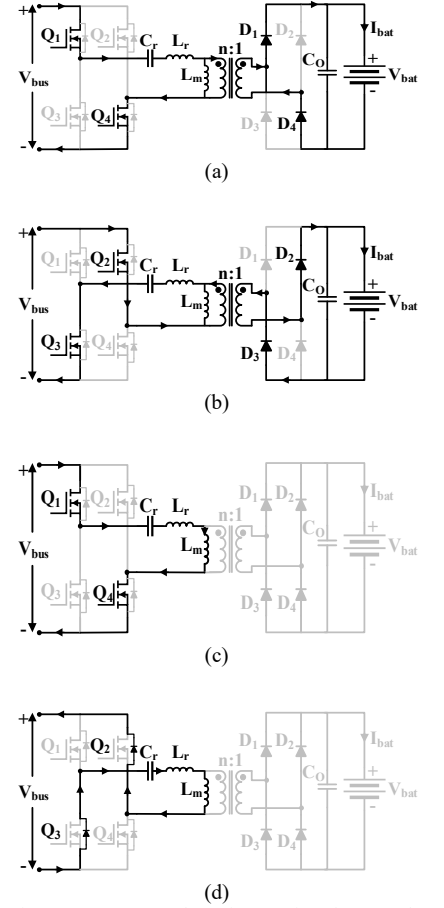 + Q1 Q2 Cr Lr n:1 D1 D2 Ibat
Vbus Lm CO + Vbat
Q3 Q4 D3 D4 -
-
(a)
+ Q1 Q2 Cr Lr n:1 D1 D2 Ibat
Vbus Lm CO + Vbat
Q3 Q4 D3 D4 -
-
(b)
+ Q1 Q2 Cr Lr n:1 D1 D2 Ibat
Vbus Lm CO + Vbat
Q3 Q4 D3 D4 -
-
(c)
+ Q1 Q2 Cr Lr n:1 D1 D2 Ibat
Vbus Lm CO + Vbat
Q3 Q4 D3 D4 -
-
(d)